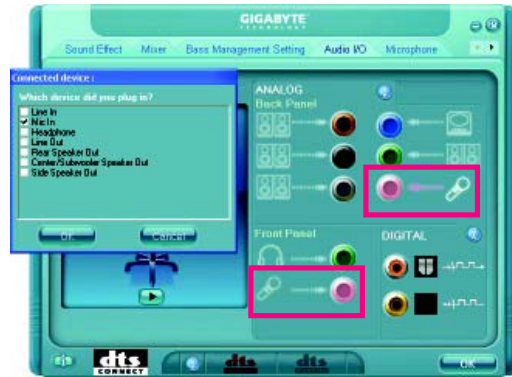 GIGABYTE
TECHNOLOGY
Sound Effect Mixer Bass Management Setting Audio I/O Microphone
Connected device :
Which device did you plug in?
Line In
Mic In
Headphone
Line Out
Rear Speaker Out
Center/Subwoofer Speaker Out
Side Speaker Out
OK
Cancel
ANALOG
Back Panel
Front Panel
DIGITAL
dts
CONNECT
dts
dts
OK